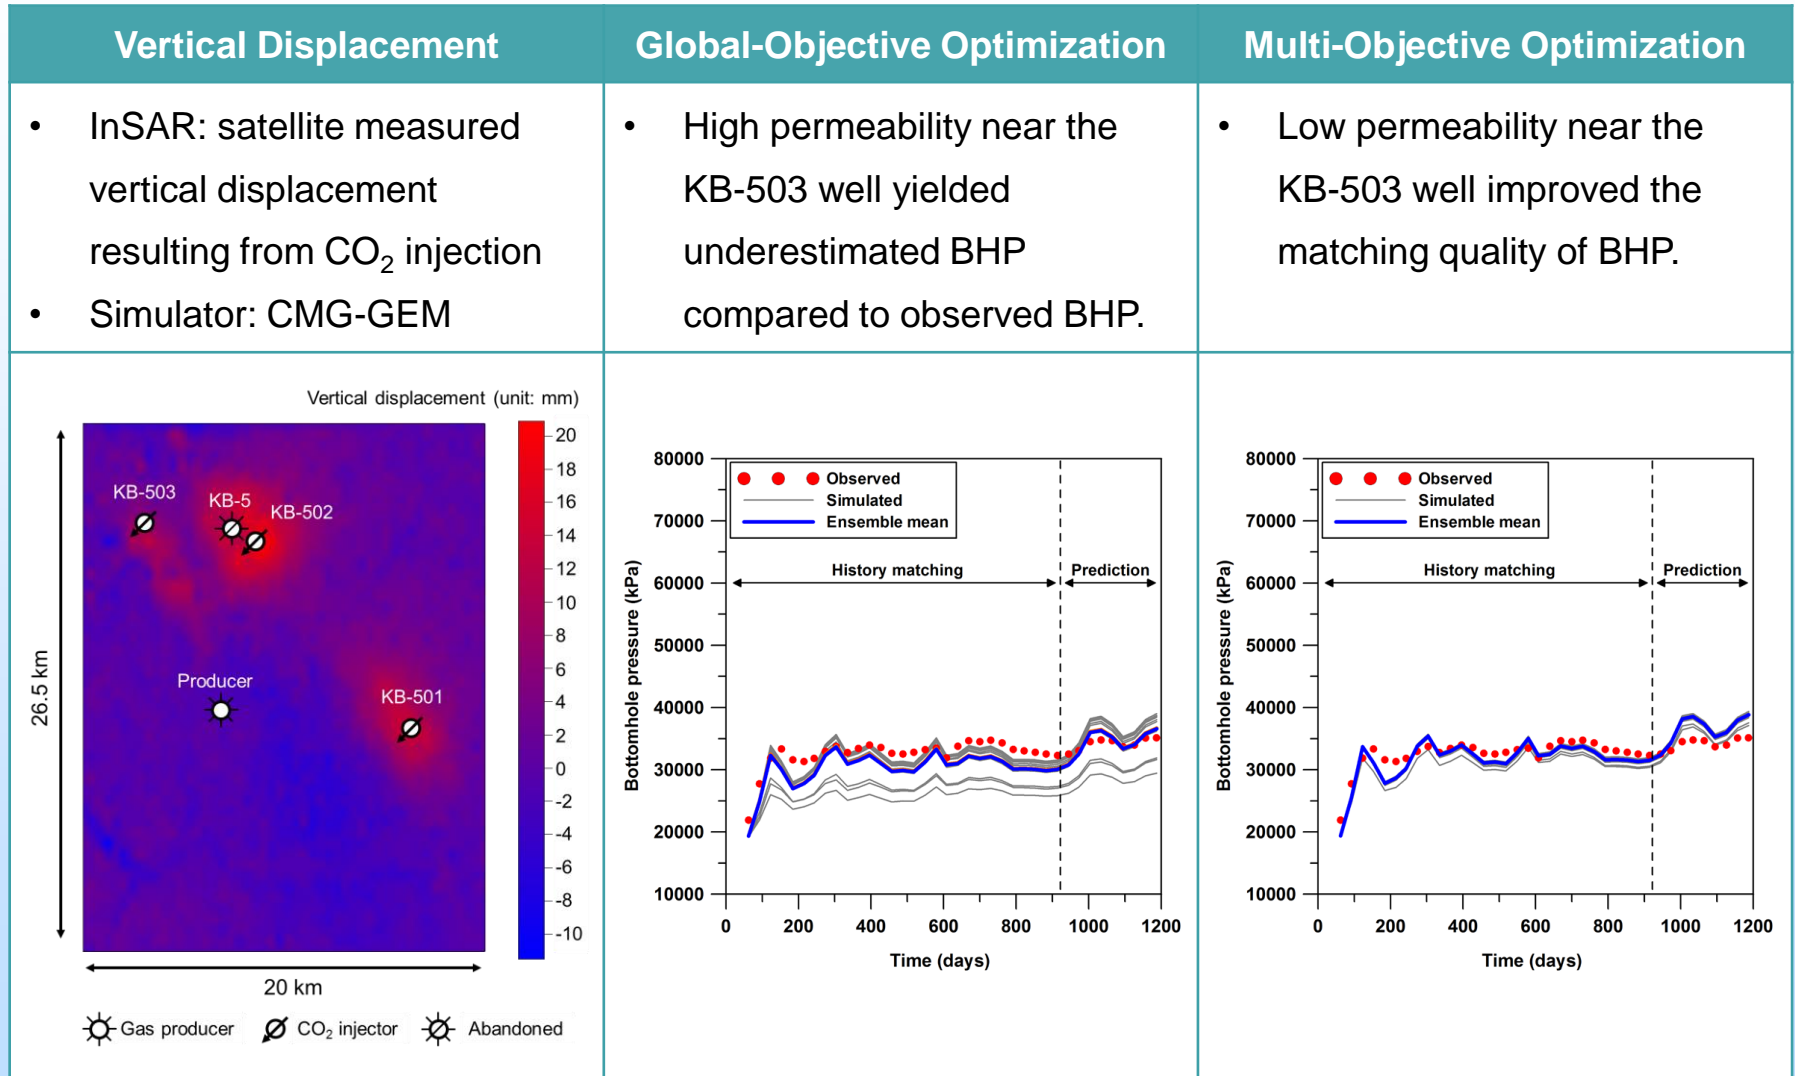 Vertical Displacement
Global-Objective Optimization
Multi-Objective Optimization
• InSAR: satellite measured
vertical displacement
resulting from CO₂ injection
• Simulator: CMG-GEM
• High permeability near the
KB-503 well yielded
underestimated BHP
compared to observed BHP.
• Low permeability near the
KB-503 well improved the
matching quality of BHP.
Vertical displacement (unit: mm)
20
18
16
14
12
10
8
6
4
2
0
-2
-4
-6
-8
-10
KB-503
KB-5
KB-502
Producer
KB-501
26.5 km
20 km
Gas producer
CO₂ injector
Abandoned
80000
70000
60000
50000
40000
30000
20000
10000
Bottomhole pressure (kPa)
Observed
Simulated
Ensemble mean
History matching
Prediction
0 200 400 600 800 1000 1200
Time (days)
80000
70000
60000
50000
40000
30000
20000
10000
Bottomhole pressure (kPa)
Observed
Simulated
Ensemble mean
History matching
Prediction
0 200 400 600 800 1000 1200
Time (days)